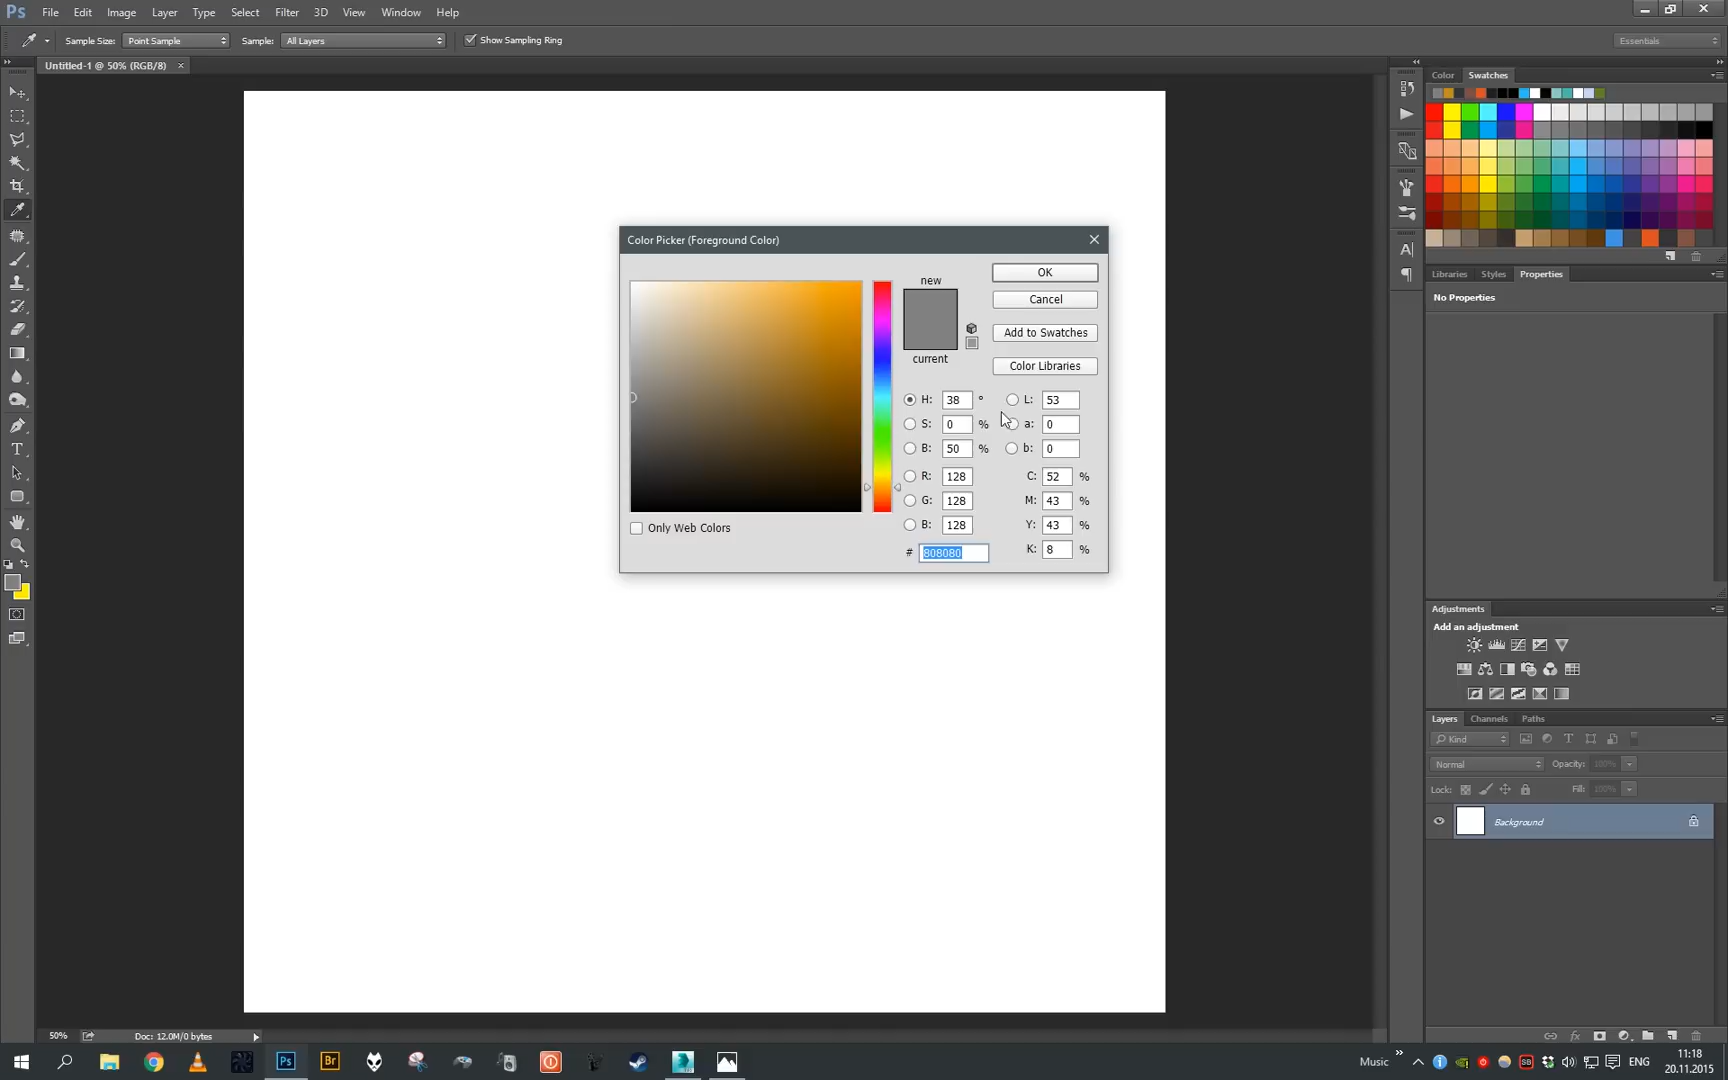 Ps File Edit Image Layer Type Select Filter 3D View Window Help
Sample Size: Point Sample Sample: All Layers Show Sampling Ring Essentials
Untitled-1 @ 50% (RGB/8) ×
Color Swatches
Color Picker (Foreground Color)
new
current
OK
Cancel
Add to Swatches
Color Libraries
H: 38 ° L: 53
S: 0 % a: 0
B: 50 % b: 0
R: 128 C: 52 %
G: 128 M: 43 %
B: 128 Y: 43 %
# 808080 K: 8 %
Only Web Colors
Libraries Styles Properties
No Properties
Adjustments
Add an adjustment
Layers Channels Paths
Kind
Normal Opacity: 100%
Lock: Fill: 100%
Background
50% Doc: 12.0M/0 bytes
Ps Br Music » ENG 11:18
20.11.2015